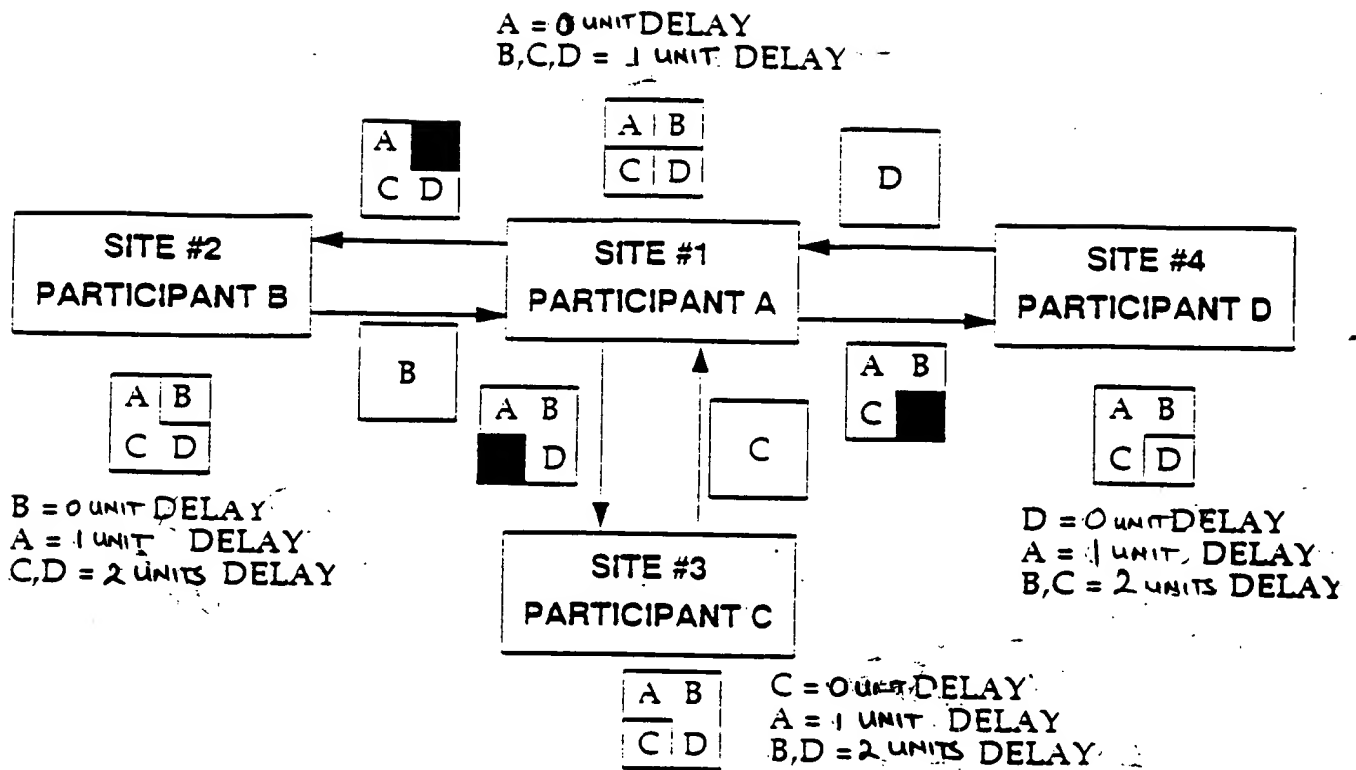 A = 0 UNIT DELAY
B,C,D = 1 UNIT DELAY
A
C D
A B
C D
D
SITE #2
PARTICIPANT B
SITE #1
PARTICIPANT A
SITE #4
PARTICIPANT D
B
A B
D
C
A B
C
A B
C D
B = 0 UNIT DELAY
A = 1 UNIT DELAY
C,D = 2 UNITS DELAY
A B
C D
D = 0 UNIT DELAY
A = 1 UNIT DELAY
B,C = 2 UNITS DELAY
SITE #3
PARTICIPANT C
A B
C D
C = 0 UNIT DELAY
A = 1 UNIT DELAY
B,D = 2 UNITS DELAY